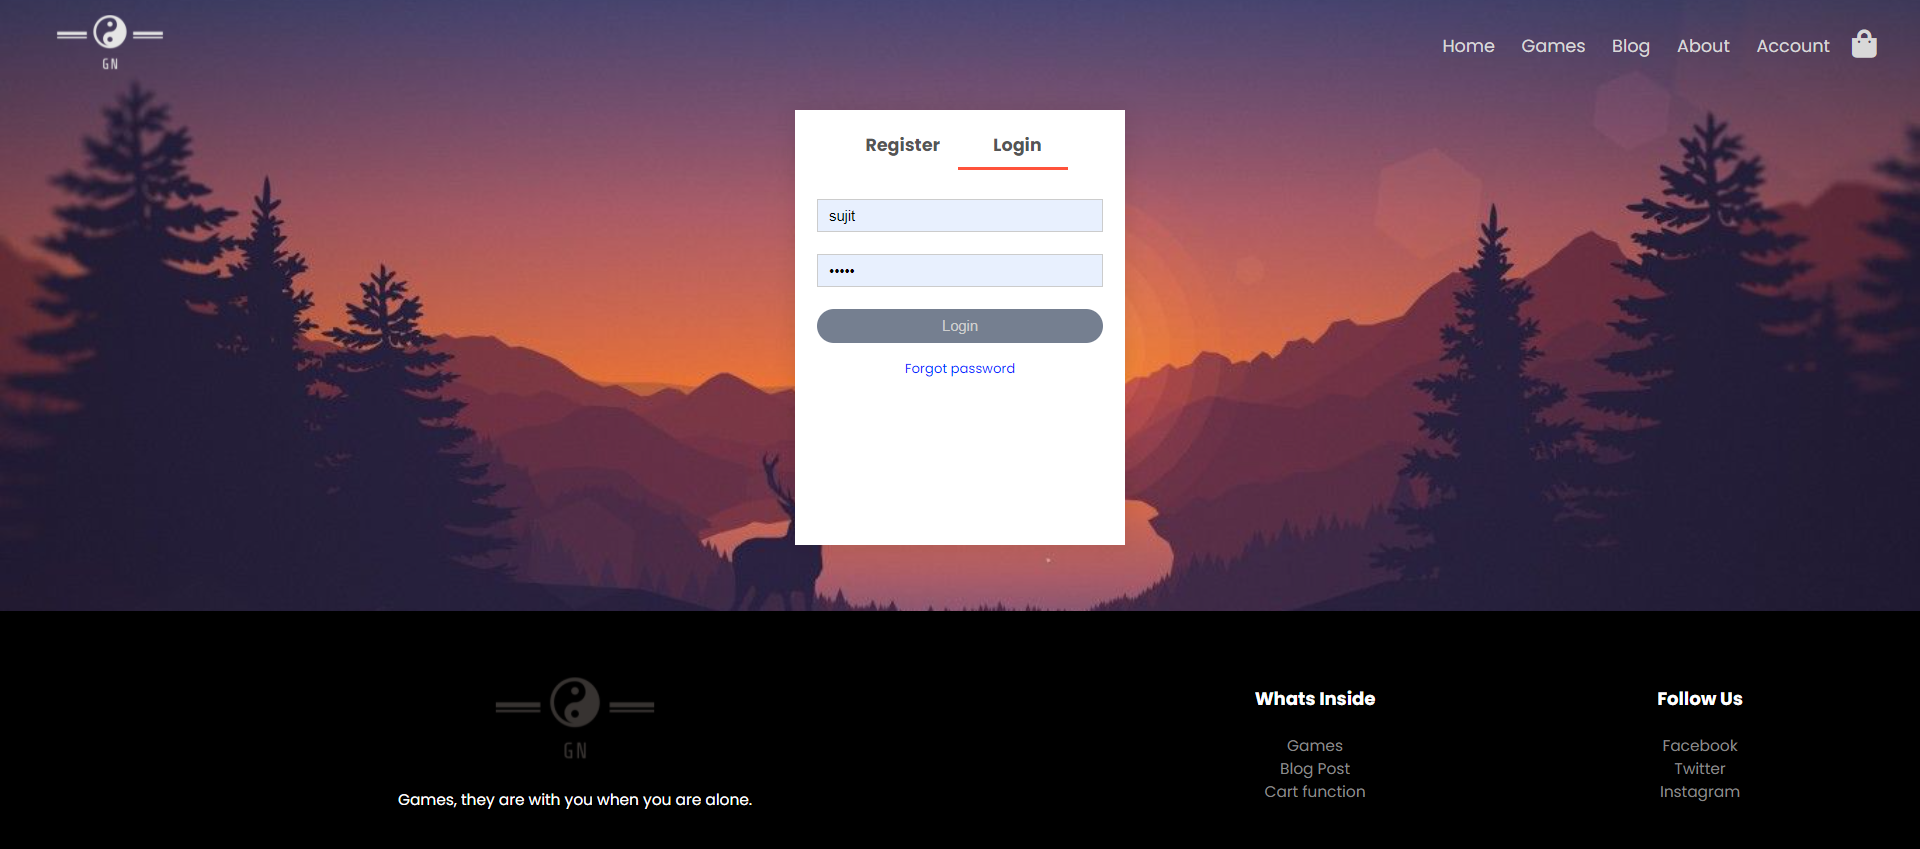 GN
Home Games Blog About Account
Register Login
sujit
•••••
Login
Forgot password
GN
Games, they are with you when you are alone.
Whats Inside
Games
Blog Post
Cart function
Follow Us
Facebook
Twitter
Instagram